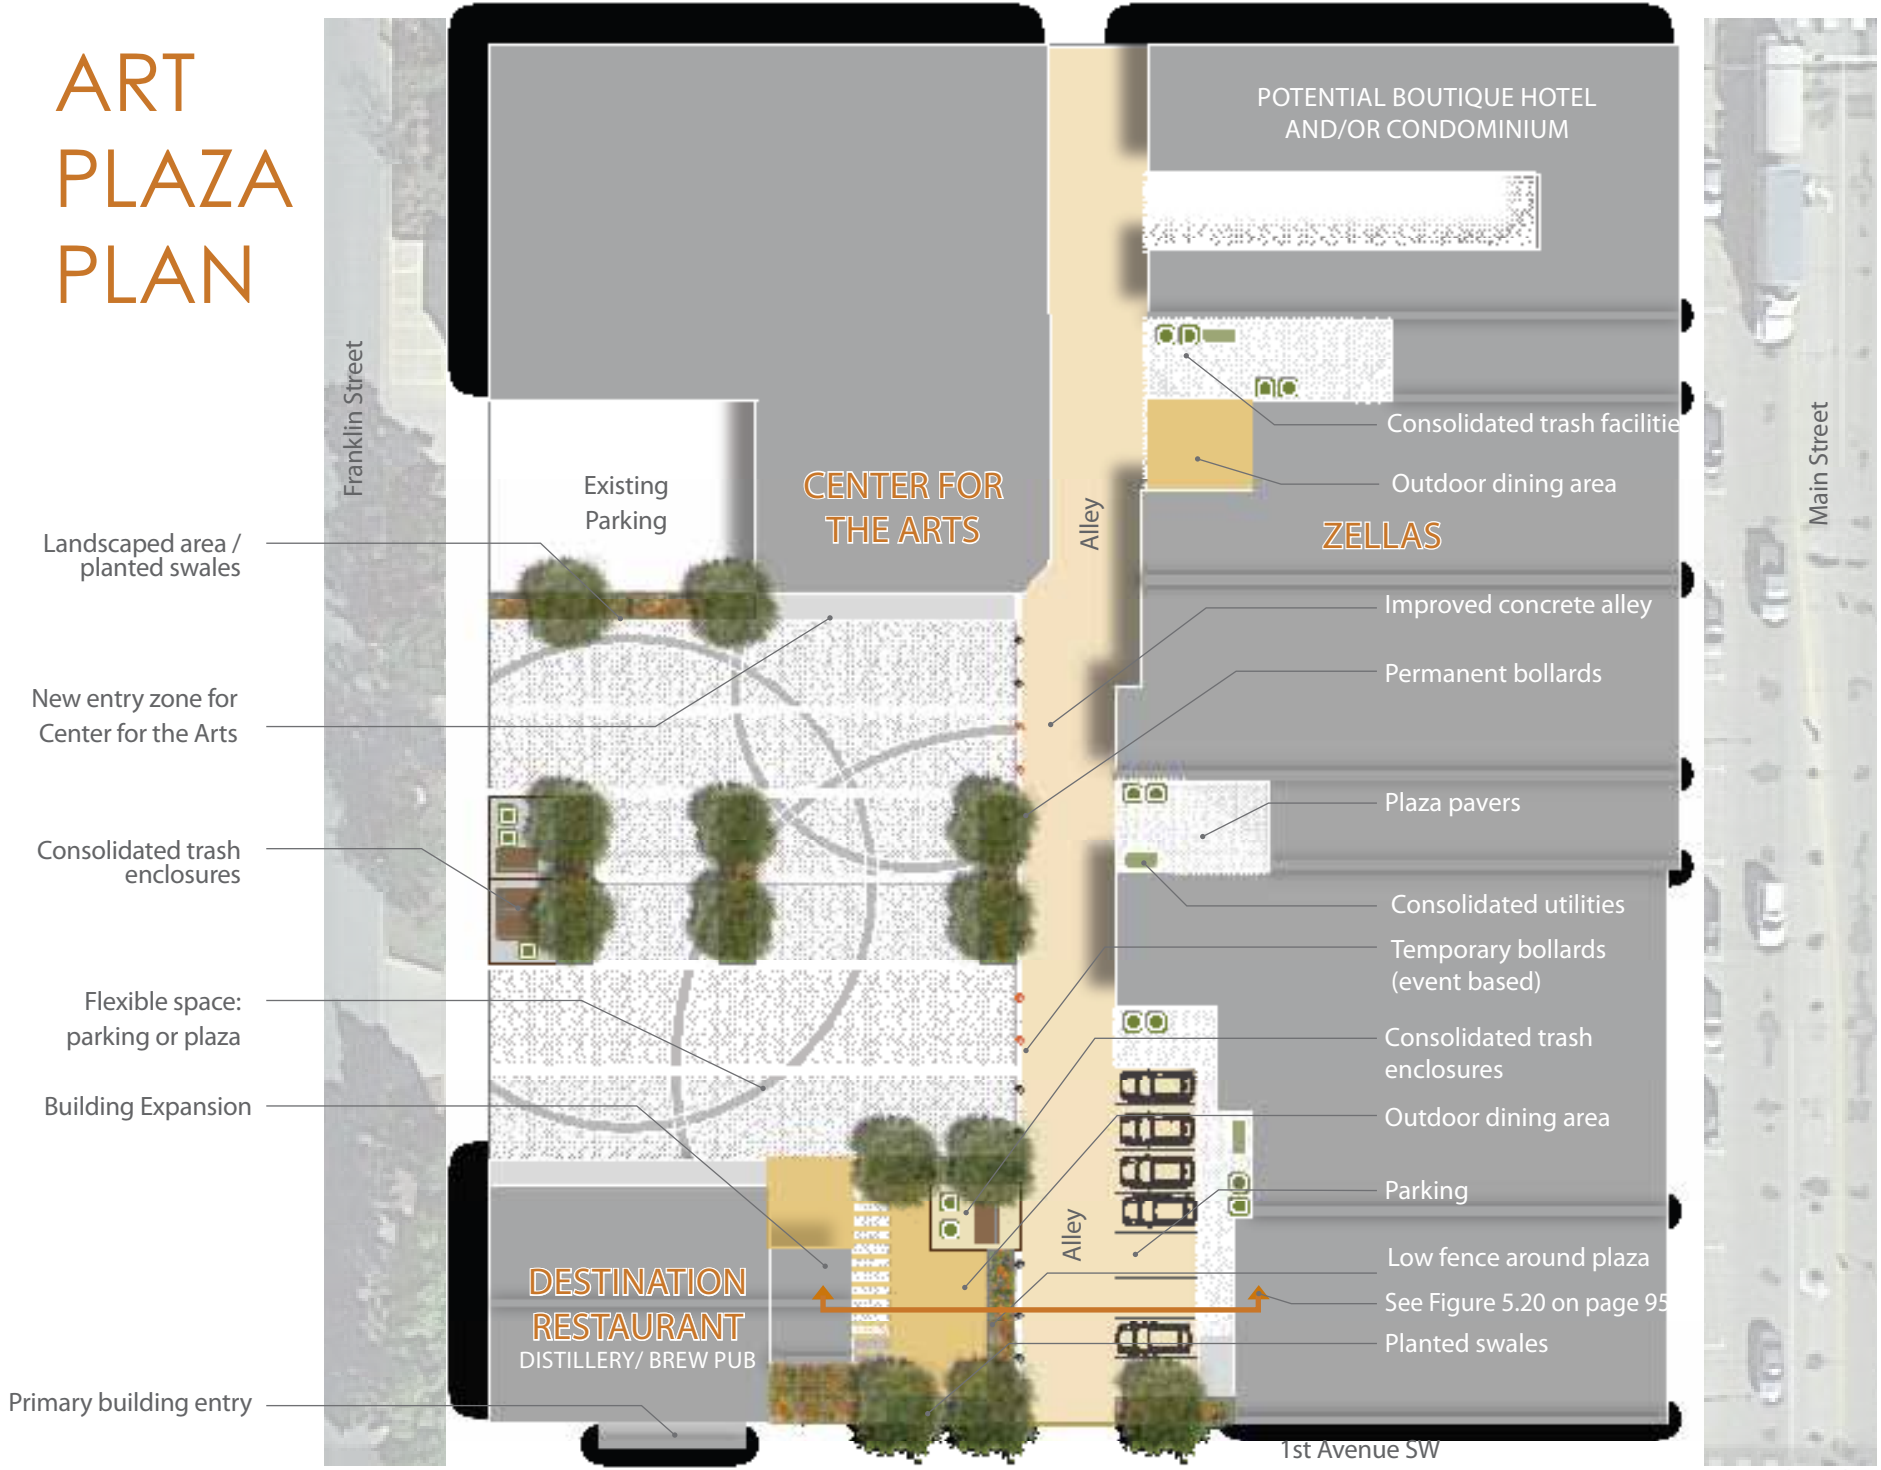 ART
PLAZA
PLAN
POTENTIAL BOUTIQUE HOTEL
AND/OR CONDOMINIUM
Franklin Street
Main Street
Existing
Parking
CENTER FOR
THE ARTS
Alley
ZELLAS
Consolidated trash facilitie
Outdoor dining area
Improved concrete alley
Permanent bollards
Plaza pavers
Consolidated utilities
Temporary bollards
(event based)
Consolidated trash
enclosures
Outdoor dining area
Parking
Low fence around plaza
See Figure 5.20 on page 95
Planted swales
Landscaped area /
planted swales
New entry zone for
Center for the Arts
Consolidated trash
enclosures
Flexible space:
parking or plaza
Building Expansion
Primary building entry
Alley
DESTINATION
RESTAURANT
DISTILLERY/ BREW PUB
1st Avenue SW